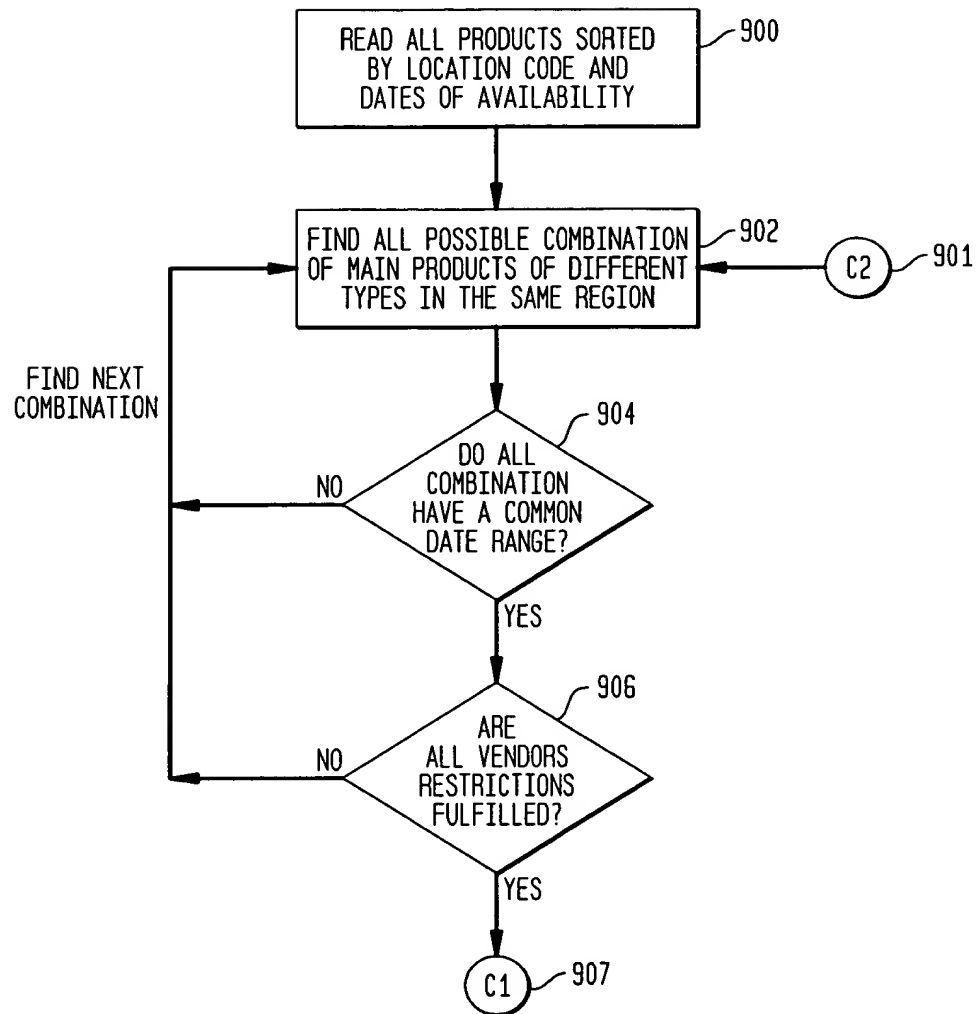 READ ALL PRODUCTS SORTED
BY LOCATION CODE AND
DATES OF AVAILABILITY
900
FIND ALL POSSIBLE COMBINATION
OF MAIN PRODUCTS OF DIFFERENT
TYPES IN THE SAME REGION
902
C2
901
FIND NEXT
COMBINATION
904
DO ALL
COMBINATION
HAVE A COMMON
DATE RANGE?
NO
YES
906
ARE
ALL VENDORS
RESTRICTIONS
FULFILLED?
NO
YES
C1
907